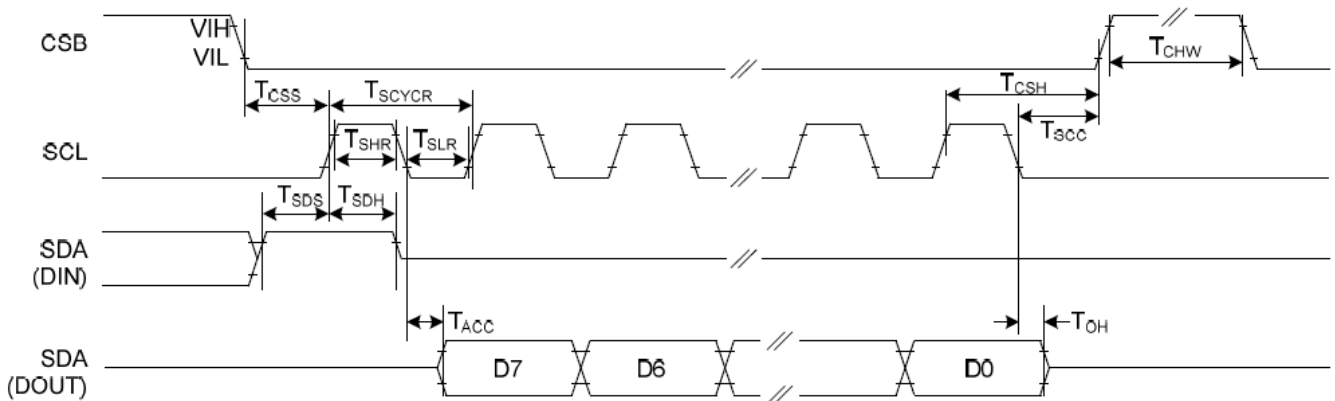 CSB
VIH
VIL
TCHW
TCSS
TSCYCR
TCSH
SCL
TSHR
TSLR
TSCC
TSDS
TSDH
SDA
(DIN)
TACC
TOH
SDA
(DOUT)
D7
D6
D0